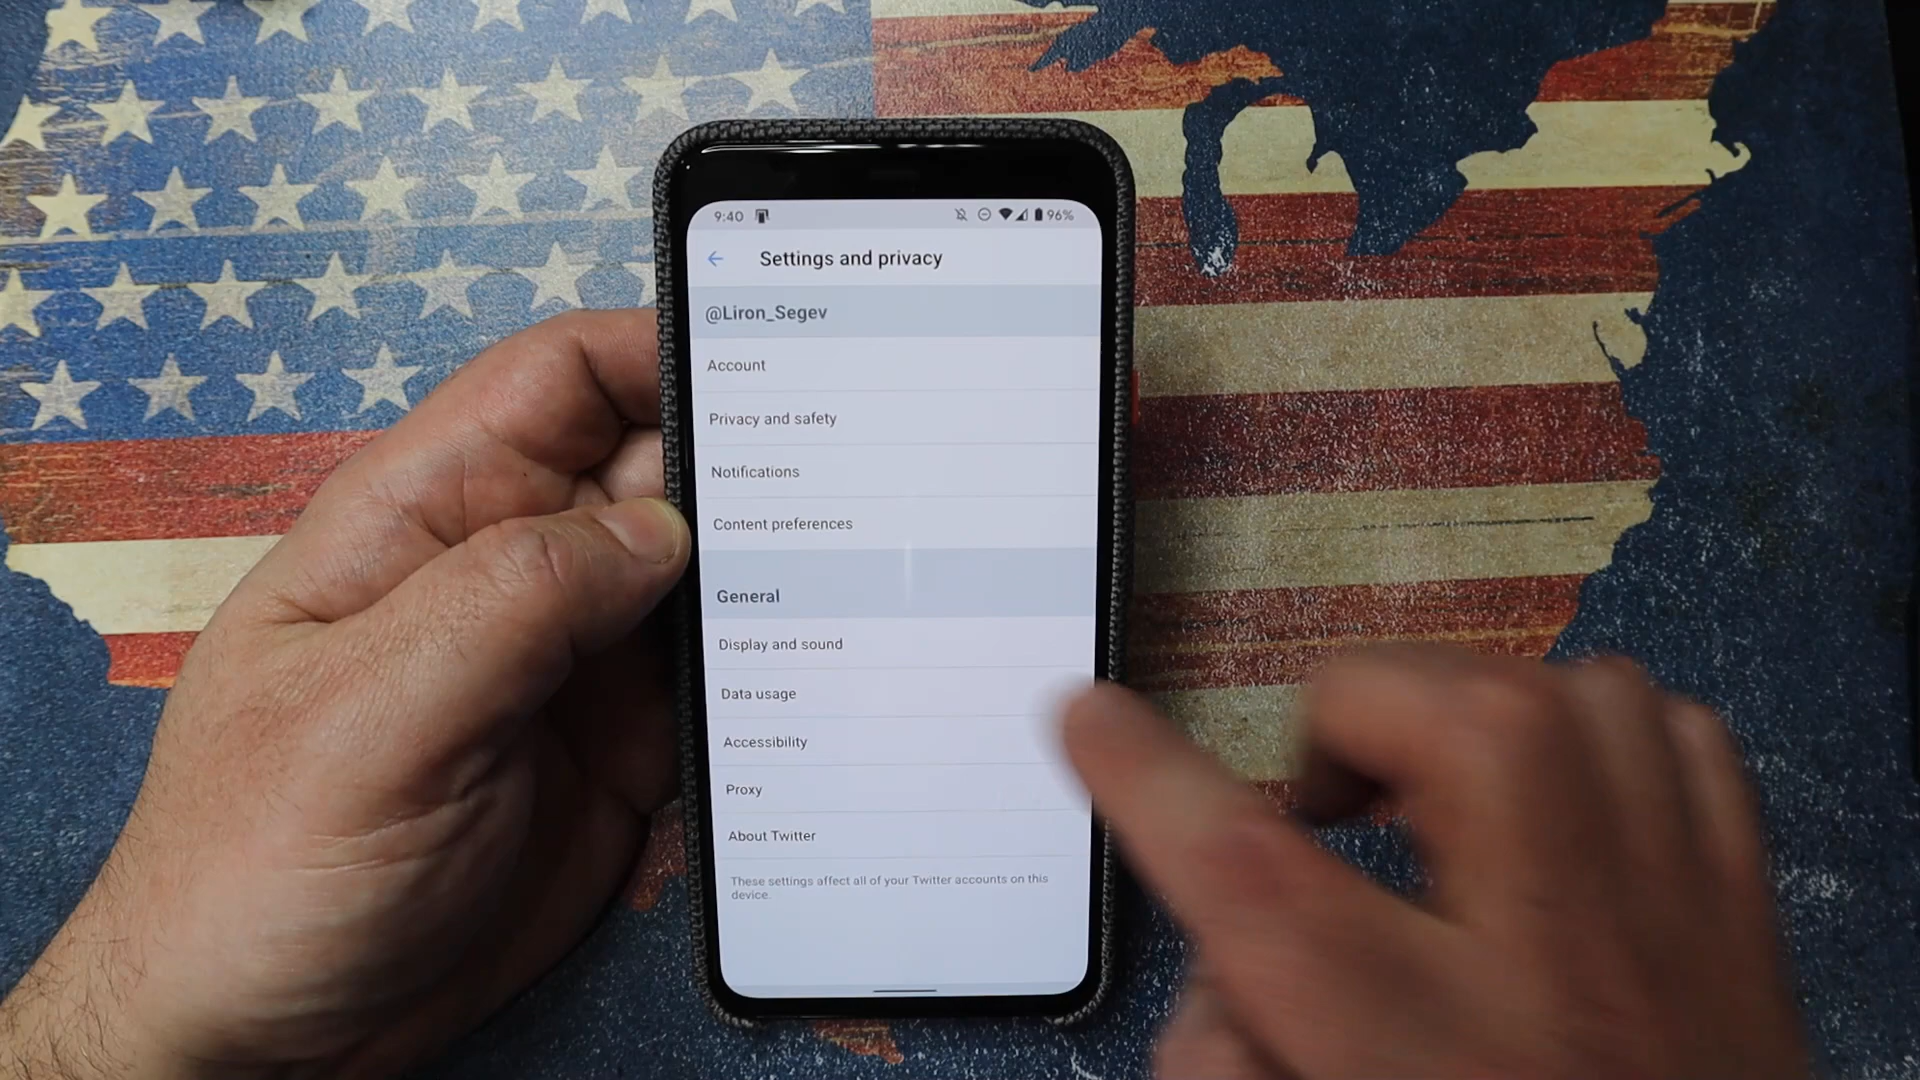 9:40
96%
Settings and privacy
@Liron_Segev
Account
Privacy and safety
Notifications
Content preferences
General
Display and sound
Data usage
Accessibility
Proxy
About Twitter
These settings affect all of your Twitter accounts on this
device.